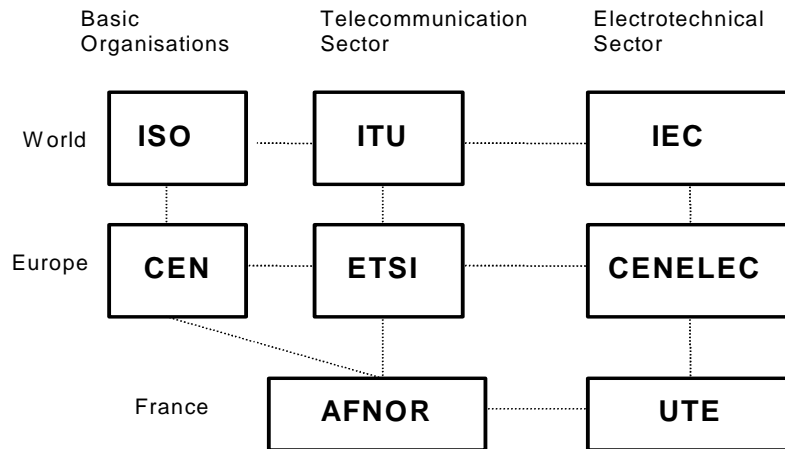 Basic
Organisations
Telecommunication
Sector
Electrotechnical
Sector
World
ISO
ITU
IEC
Europe
CEN
ETSI
CENELEC
France
AFNOR
UTE